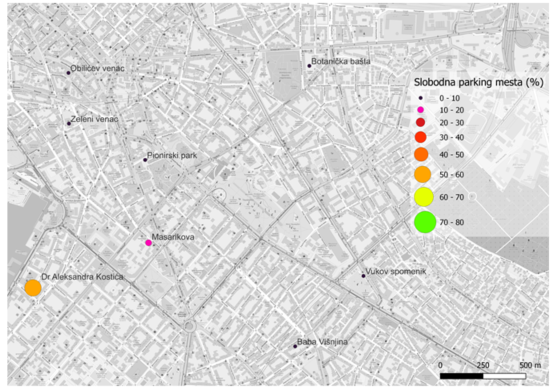 Botanička bašta
Obilićev venac
Slobodna parking mesta (%)
0 - 10
10 - 20
20 - 30
30 - 40
40 - 50
50 - 60
60 - 70
70 - 80
Zeleni venac
Pionirski park
Masarikova
Dr Aleksandra Kostića
Vukov spomenik
Baba Višnjina
0 250 500 m